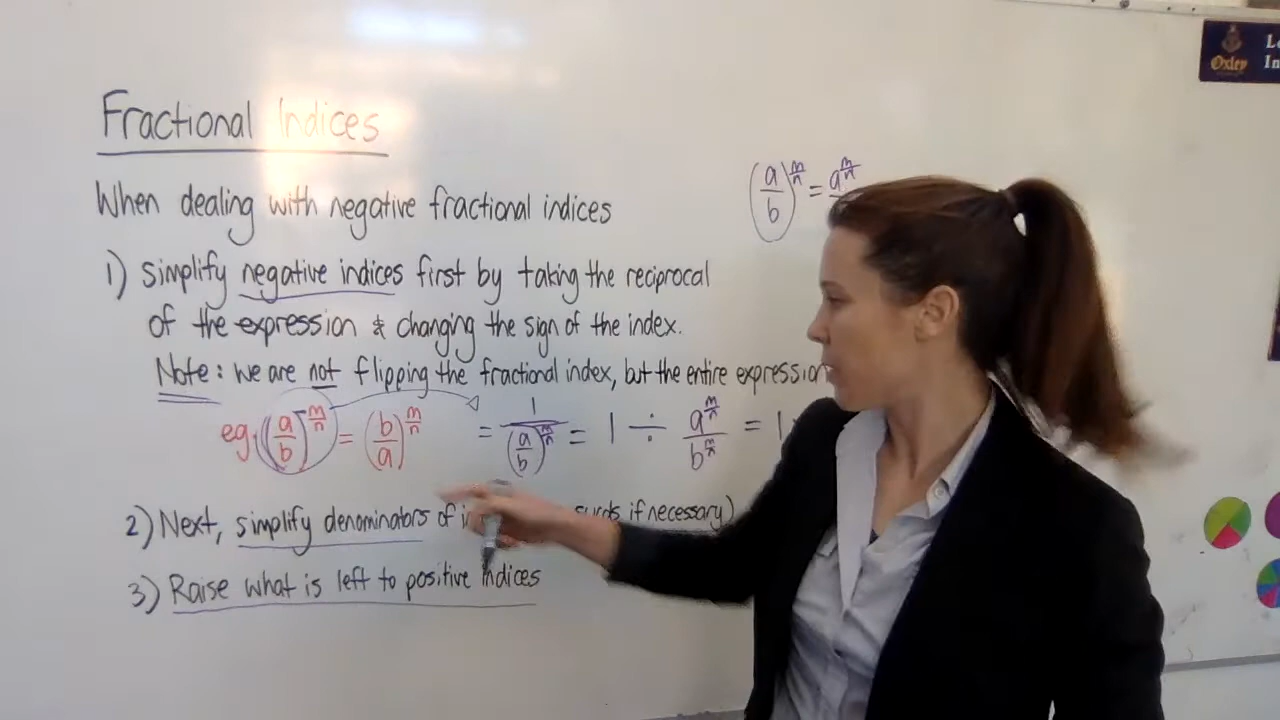 Fractional Indices
When dealing with negative fractional indices
(a/b)^m/n = a^m/n
1) simplify negative indices first by taking the reciprocal
of the expression & changing the sign of the index.
Note: we are not flipping the fractional index, but the entire expression
eg. (a/b)^-m/n = (b/a)^m/n = 1/(a/b)^m/n = 1 ÷ a^m/n / b^m/n = 1
2) Next, simplify denominators of if necessary)
3) Raise what is left to positive indices
Oxley